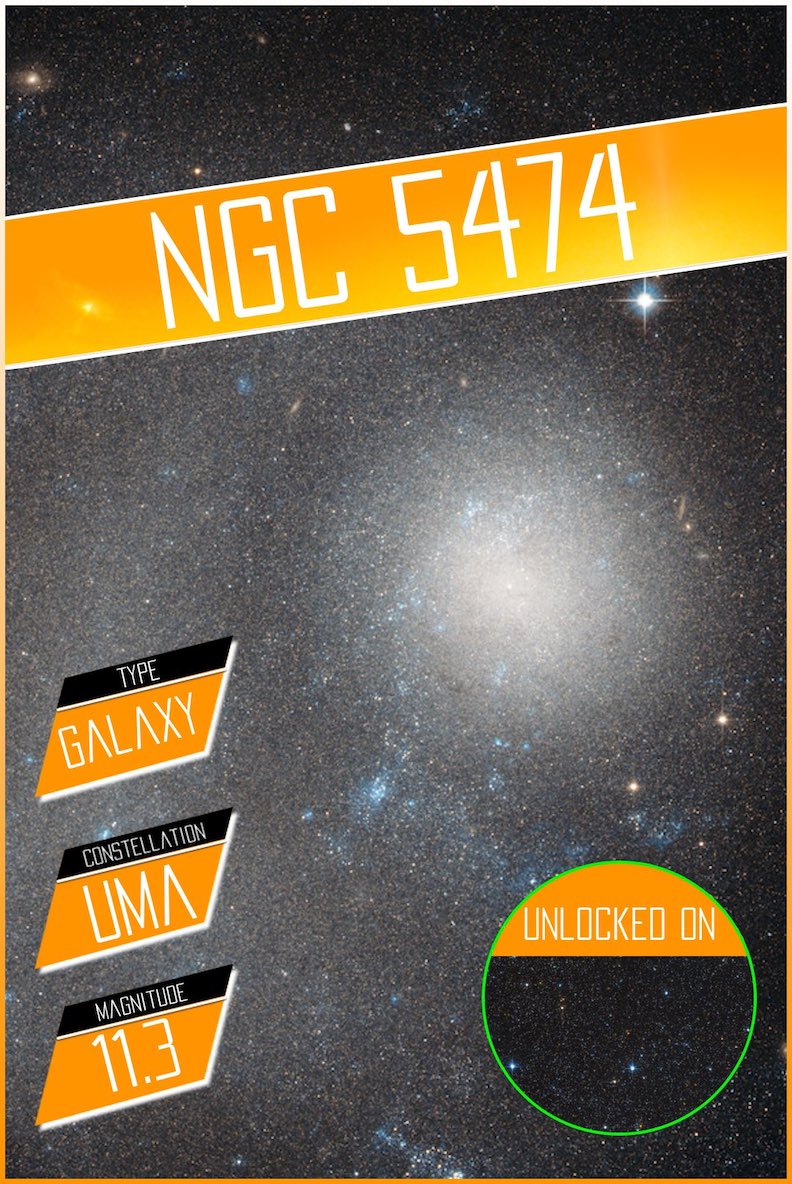 NGC 5474
TYPE
GALAXY
CONSTELLATION
UMA
MAGNITUDE
11.3
UNLOCKED ON